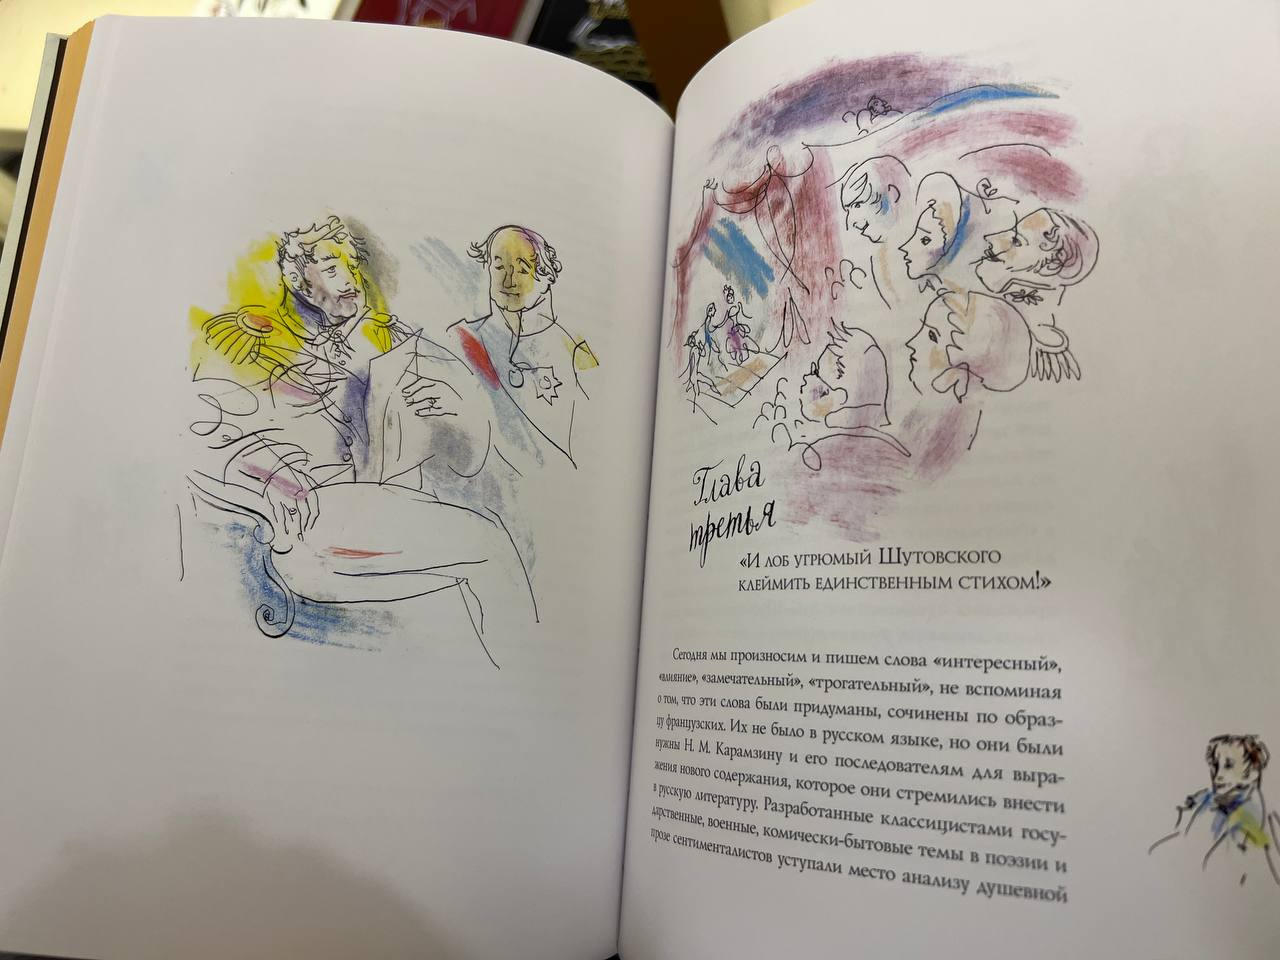 Глава
третья
«И лоб угрюмый Шутовского
клеймить единственным стихом!»
Сегодня мы произносим и пишем слова «интересный»,
«влияние», «замечательный», «трогательный», не вспоминая
о том, что эти слова были придуманы, сочинены по образ-
цу французских. Их не было в русском языке, но они были
нужны Н. М. Карамзину и его последователям для выра-
жения нового содержания, которое они стремились внести
в русскую литературу. Разработанные классицистами госу-
дарственные, военные, комически-бытовые темы в поэзии и
прозе сентименталистов уступали место анализу душевной